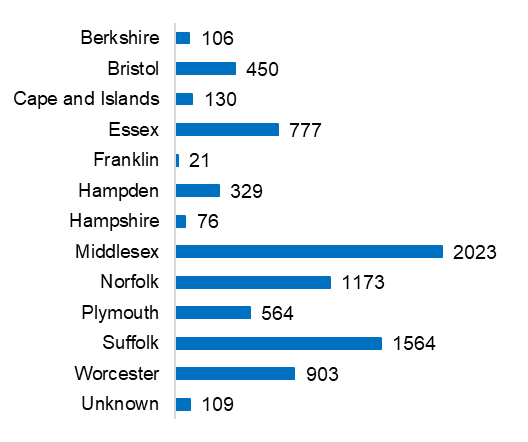 Berkshire 106
Bristol 450
Cape and Islands 130
Essex 777
Franklin 21
Hampden 329
Hampshire 76
Middlesex 2023
Norfolk 1173
Plymouth 564
Suffolk 1564
Worcester 903
Unknown 109